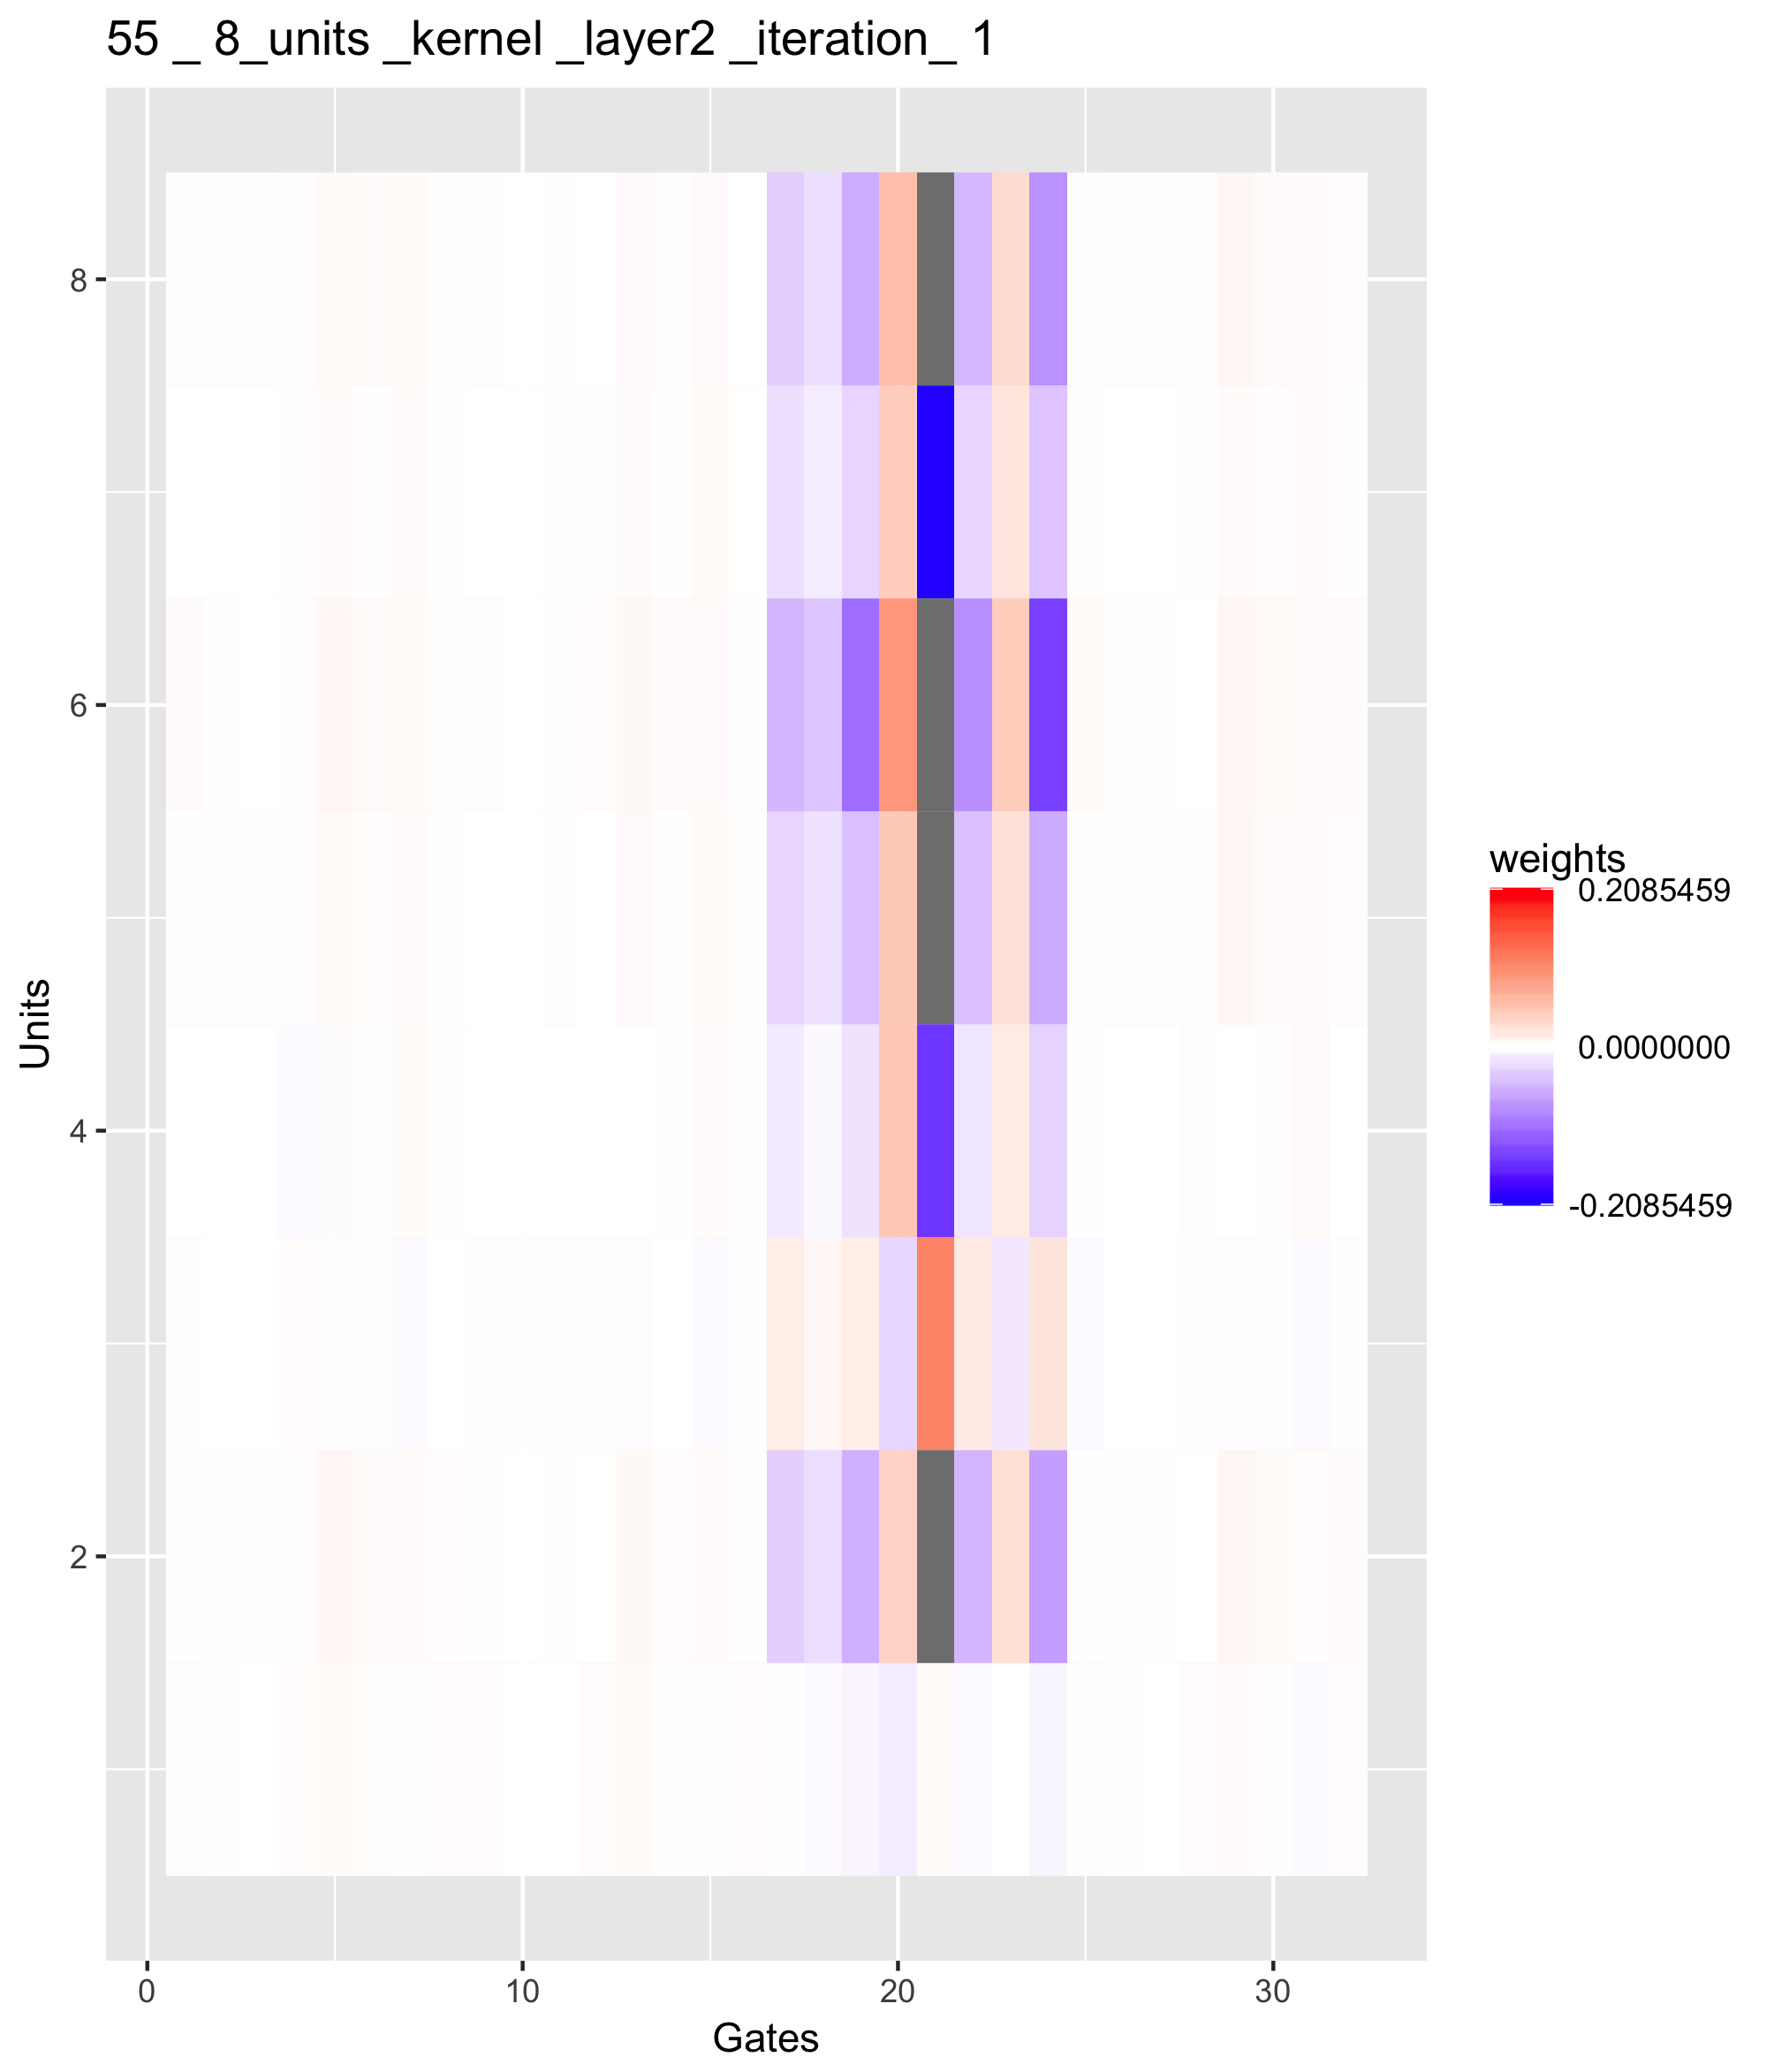 55 _ 8_units _kernel _layer2 _iteration_ 1
8
6
4
2
Units
0 10 20 30
Gates
weights
0.2085459
0.0000000
-0.2085459